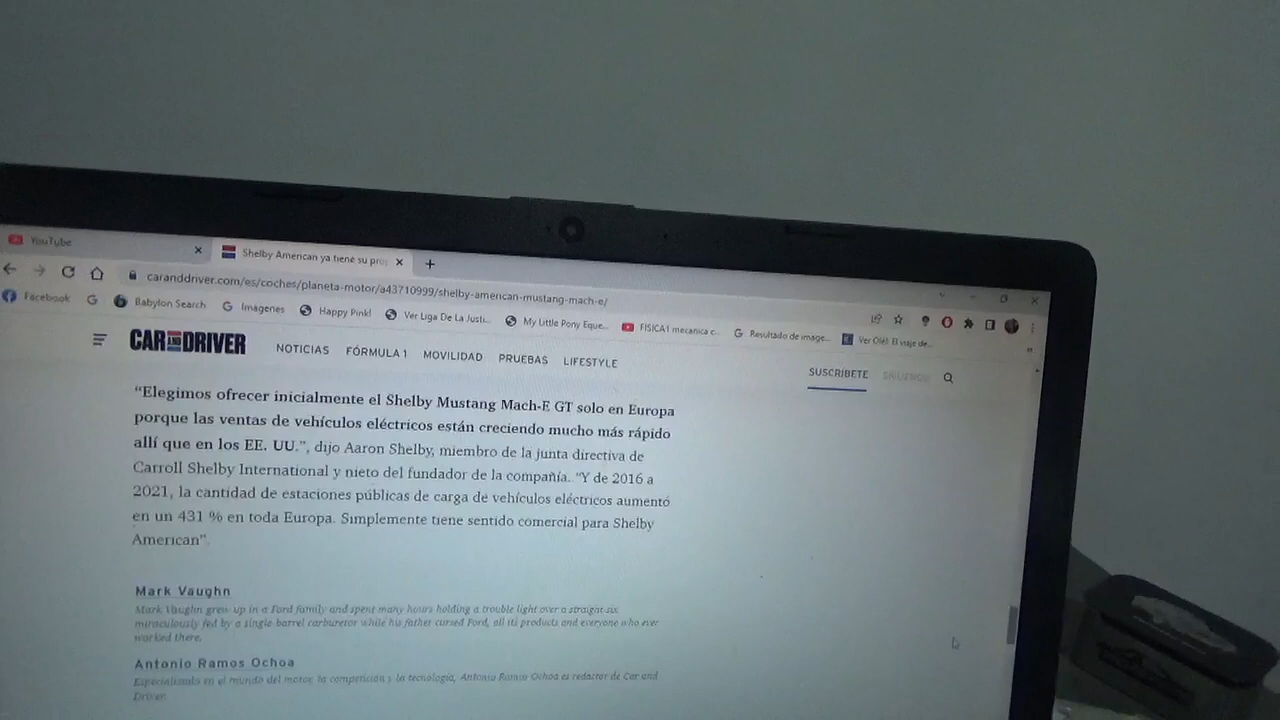 YouTube
Shelby American ya tiene su pro
caranddriver.com/es/coches/planeta-motor/a43710999/shelby-american-mustang-mach-e/
Facebook
Babylon Search
Imágenes
Happy Pink!
Ver Liga De La Justi...
My Little Pony Eque...
FISICA1 mecanica c...
Resultado de image...
Ver Olé! El viaje de...
CAR AND DRIVER
NOTICIAS FÓRMULA 1 MOVILIDAD PRUEBAS LIFESTYLE
SUSCRÍBETE SÍGUENOS
“Elegimos ofrecer inicialmente el Shelby Mustang Mach-E GT solo en Europa
porque las ventas de vehículos eléctricos están creciendo mucho más rápido
allí que en los EE. UU.”, dijo Aaron Shelby, miembro de la junta directiva de
Carroll Shelby International y nieto del fundador de la compañía. “Y de 2016 a
2021, la cantidad de estaciones públicas de carga de vehículos eléctricos aumentó
en un 431 % en toda Europa. Simplemente tiene sentido comercial para Shelby
American”.
Mark Vaughn
Mark Vaughn grew up in a Ford family and spent many hours holding a trouble light over a straight-six
miraculously fed by a single-barrel carburetor while his father cursed Ford, all its products and everyone who ever
worked there.
Antonio Ramos Ochoa
Especialista en el mundo del motor, la competición y la tecnología, Antonio Ramos Ochoa es redactor de Car and
Driver.